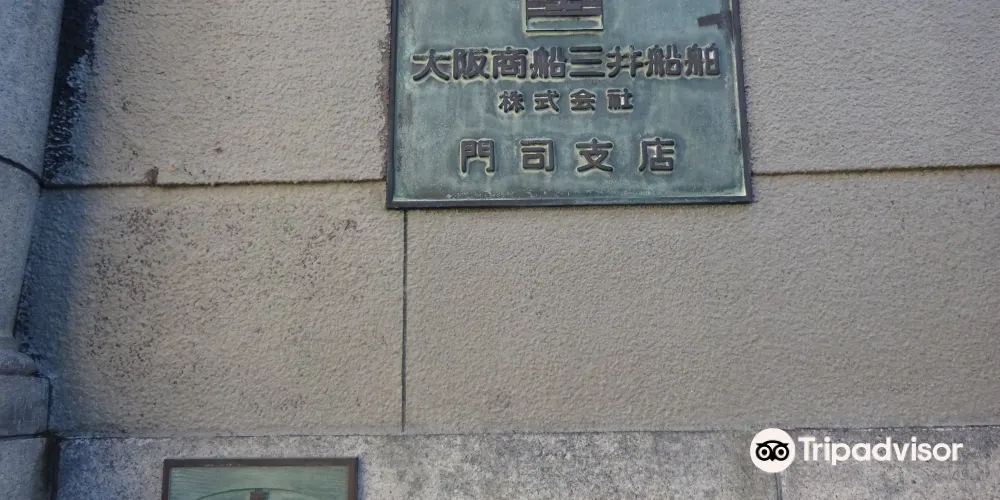 大阪商船三井船舶
株式会社
門司支店
Tripadvisor